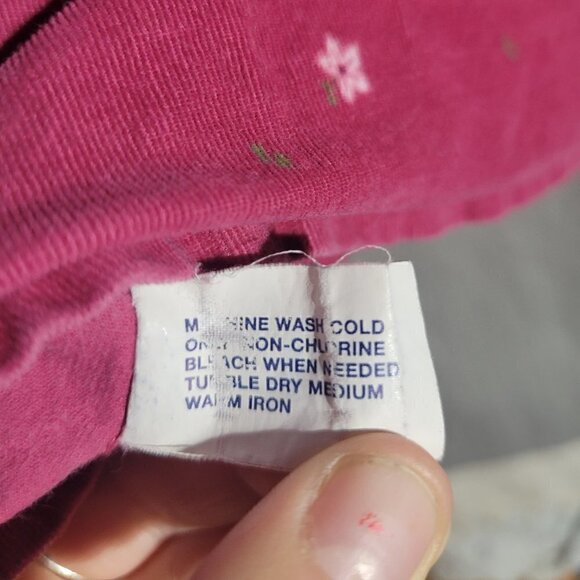 MACHINE WASH COLD
ONLY NON-CHLORINE
BLEACH WHEN NEEDED
TUMBLE DRY MEDIUM
WARM IRON